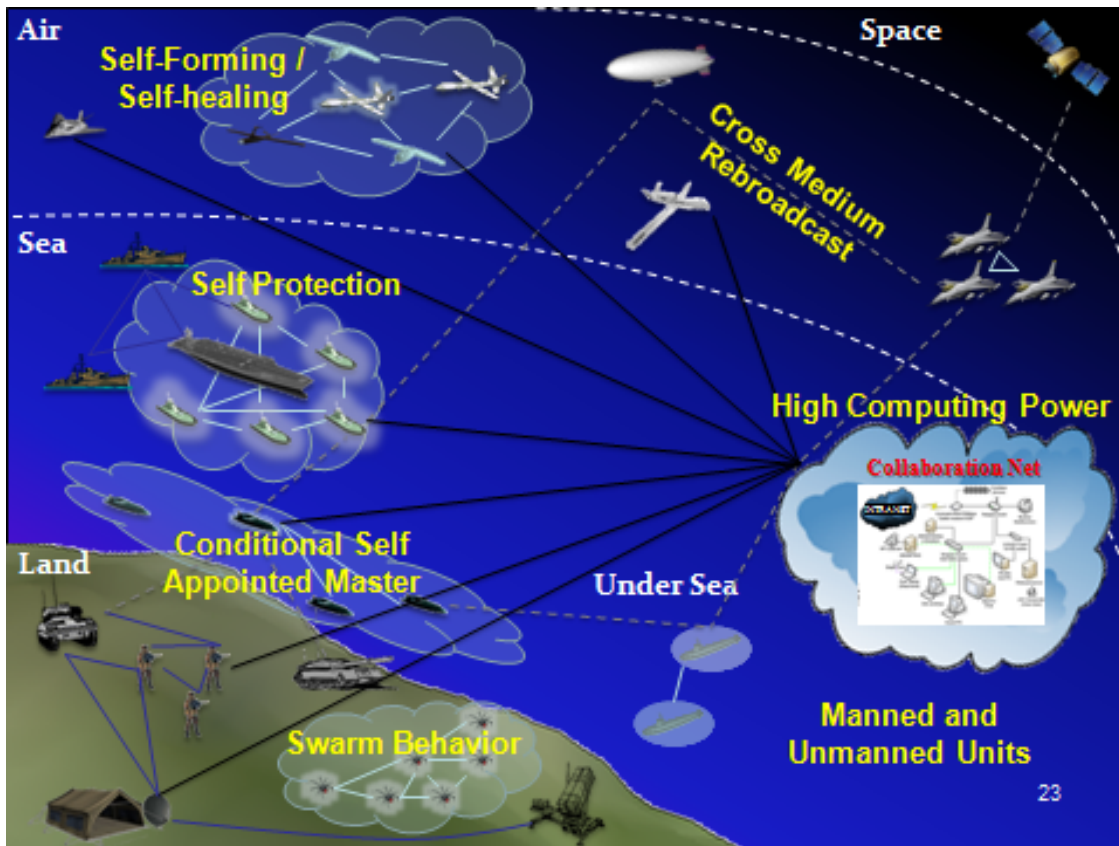 Air
Space
Self-Forming /
Self-healing
Cross Medium
Rebroadcast
Sea
Self Protection
High Computing Power
Collaboration Net
INTRANET
Conditional Self
Appointed Master
Land
Under Sea
Swarm Behavior
Manned and
Unmanned Units
23